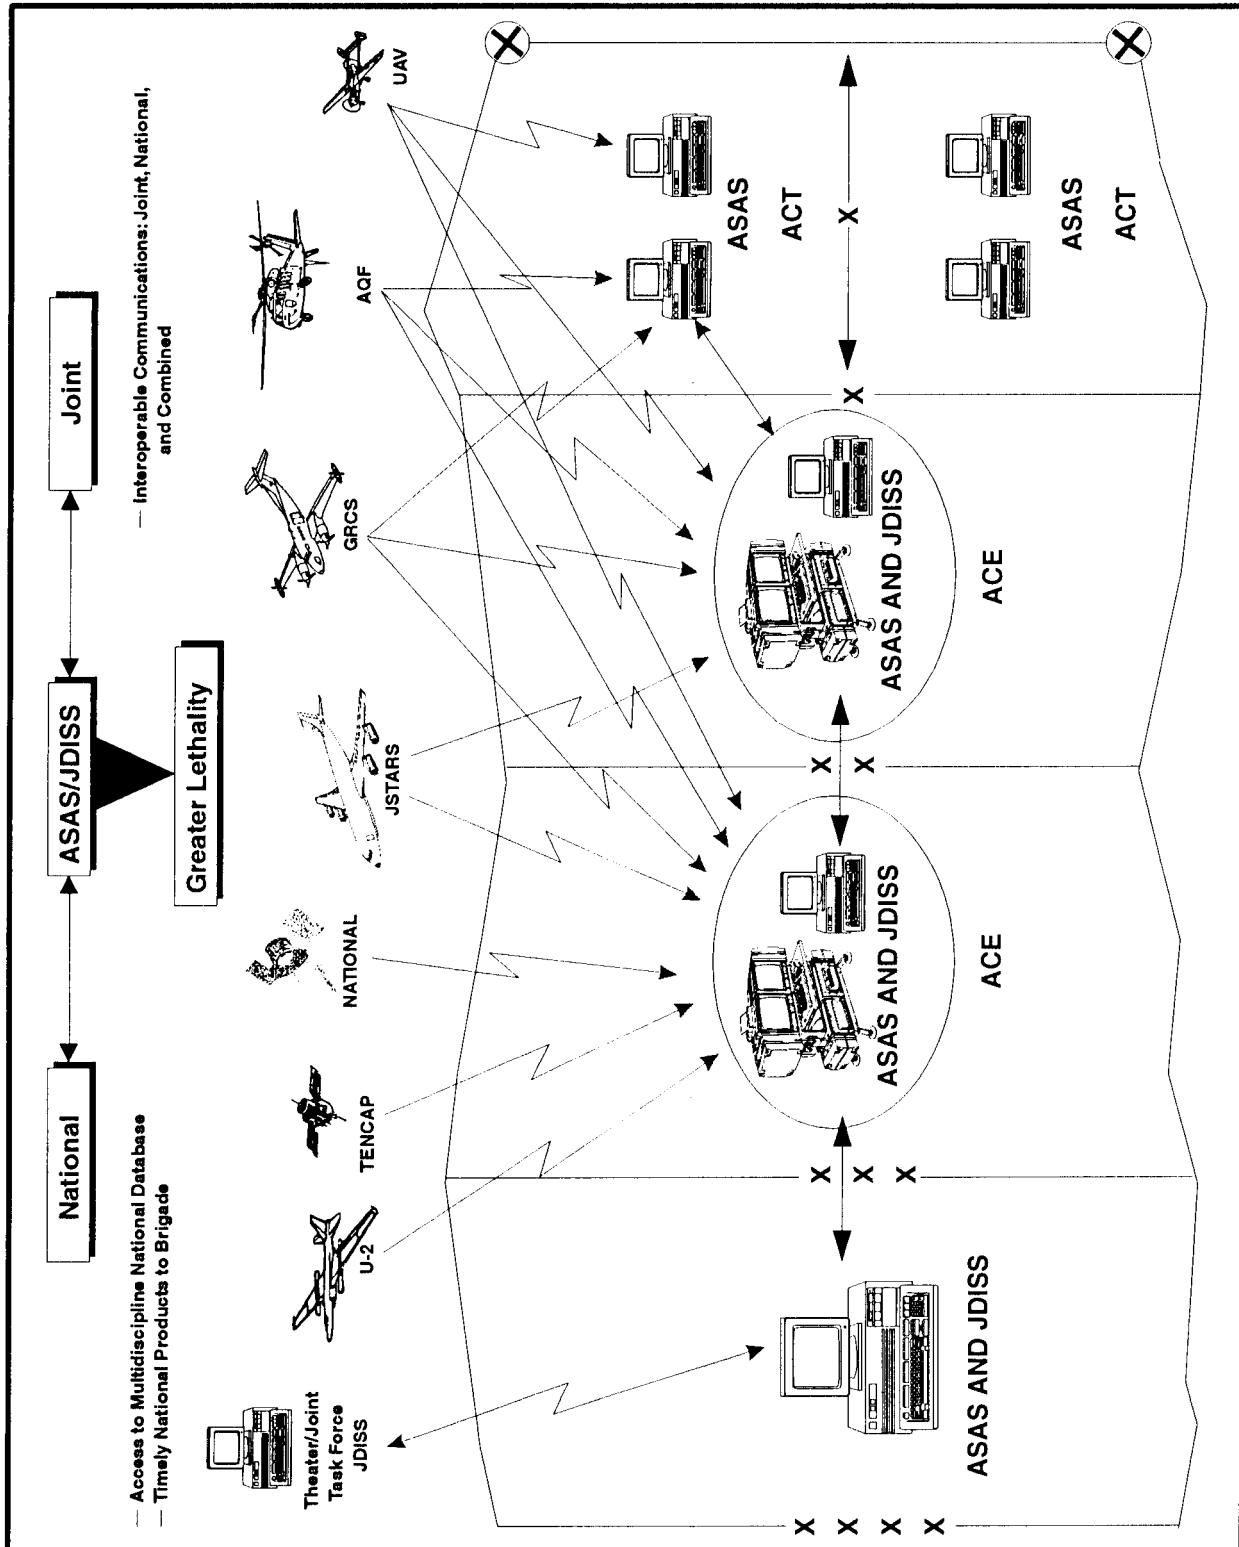 National
ASAS/JDISS
Joint
Greater Lethality
— Access to Multidiscipline National Database
— Timely National Products to Brigade
— Interoperable Communications: Joint, National,
and Combined
Theater/Joint
Task Force
JDISS
U-2
TENCAP
NATIONAL
JSTARS
GRCS
AQF
UAV
X
X
X
X
ASAS AND JDISS
X
X
X
ASAS AND JDISS
ACE
X
X
ASAS AND JDISS
ACE
X
X
ASAS
ACT
ASAS
ACT
X
X